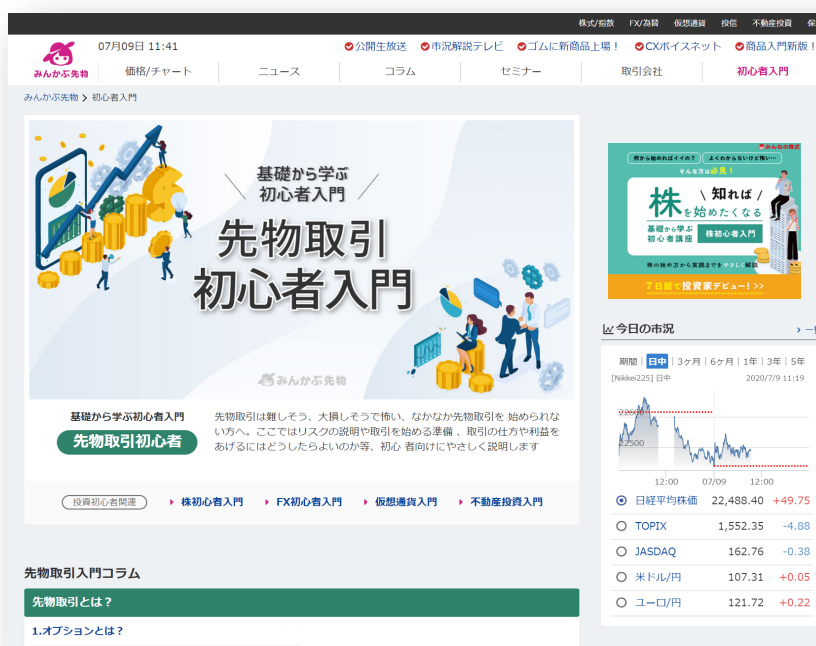 株式/指数 FX/為替 仮想通貨 投信 不動産投資
07月09日 11:41
公開生放送 市況解説テレビ ゴムに新商品上場！ CXボイスネット 商品入門新版！
みんかぶ先物
価格/チャート ニュース コラム セミナー 取引会社 初心者入門
みんかぶ先物 初心者入門
基礎から学ぶ
初心者入門
先物取引
初心者入門
みんかぶ先物
基礎から学ぶ初心者入門
先物取引初心者
先物取引は難しそう、大損しそうで怖い、なかなか先物取引を 始められな
い方へ。ここではリスクの説明や取引を始める準備 、取引の仕方や利益を
あげるにはどうしたらよいのか等、初心 者向けにやさしく説明します
投資初心者関連 株初心者入門 FX初心者入門 仮想通貨入門 不動産投資入門
先物取引入門コラム
先物取引とは？
1.オプションとは？
みんなの株式
何から始めればイイの？ よくわからないけど怖い…
そんな方は必見！
株を始めたくなる
知れば
基礎から学ぶ
初心者講座
株初心者入門
株の始め方から実践までをやさしく解説
7日間で投資家デビュー！>>
今日の市況
期間 日中 3ヶ月 6ヶ月 1年 3年 5年
[Nikkei225] 日中 2020/7/9 11:19
22600
22500
12:00 07/09 12:00
日経平均株価 22,488.40 +49.75
TOPIX 1,552.35 -4.88
JASDAQ 162.76 -0.38
米ドル/円 107.31 +0.05
ユーロ/円 121.72 +0.22